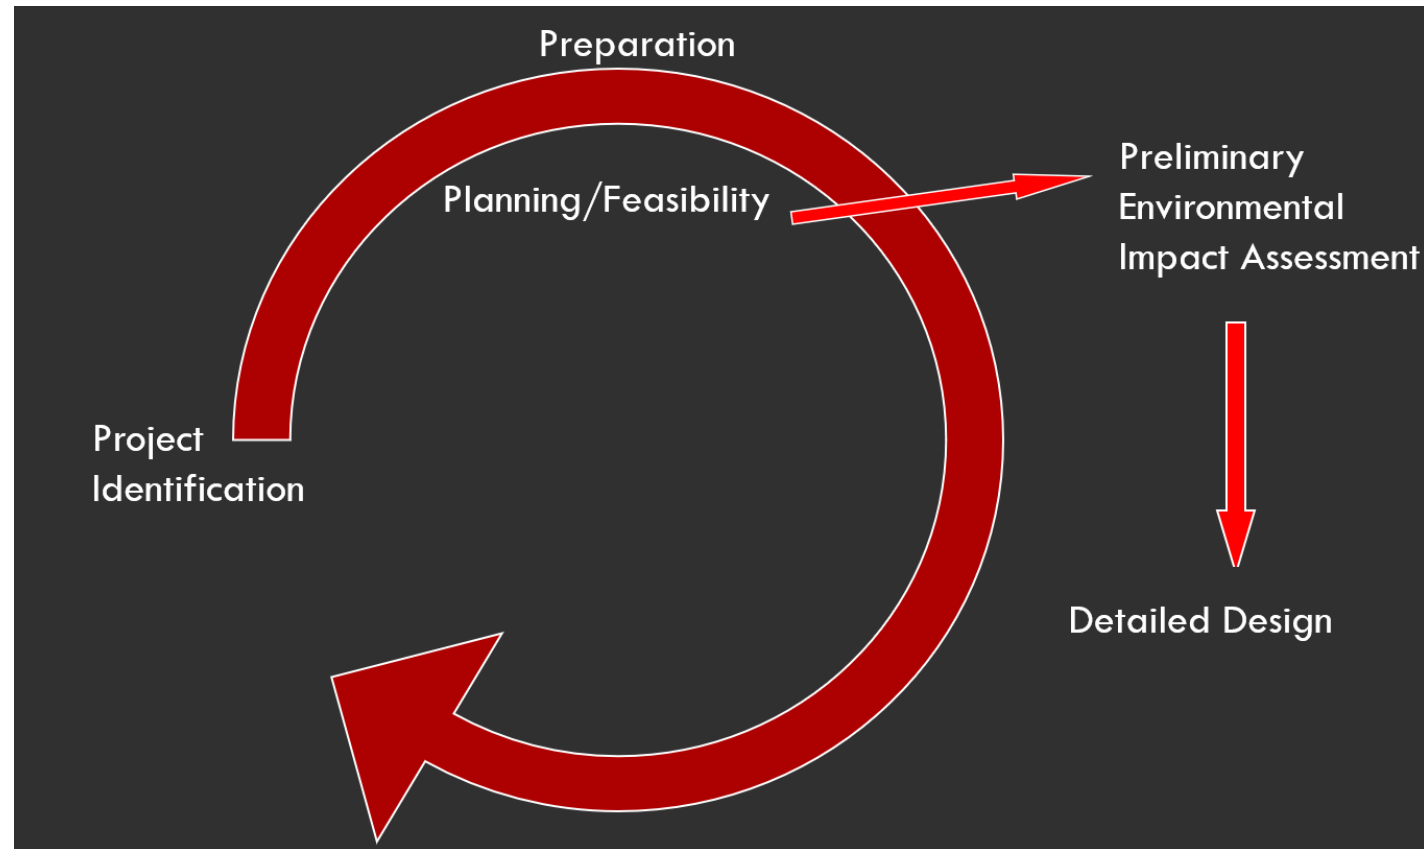 Preparation
Planning/Feasibility
Preliminary
Environmental
Impact Assessment
Project
Identification
Detailed Design